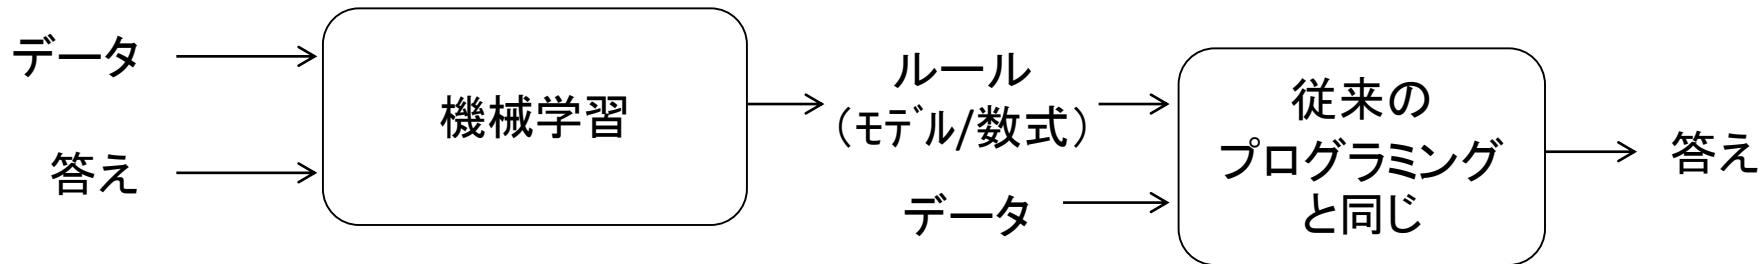 データ
答え
機械学習
ルール
（ﾓﾃﾞﾙ/数式）
データ
従来の
プログラミング
と同じ
答え